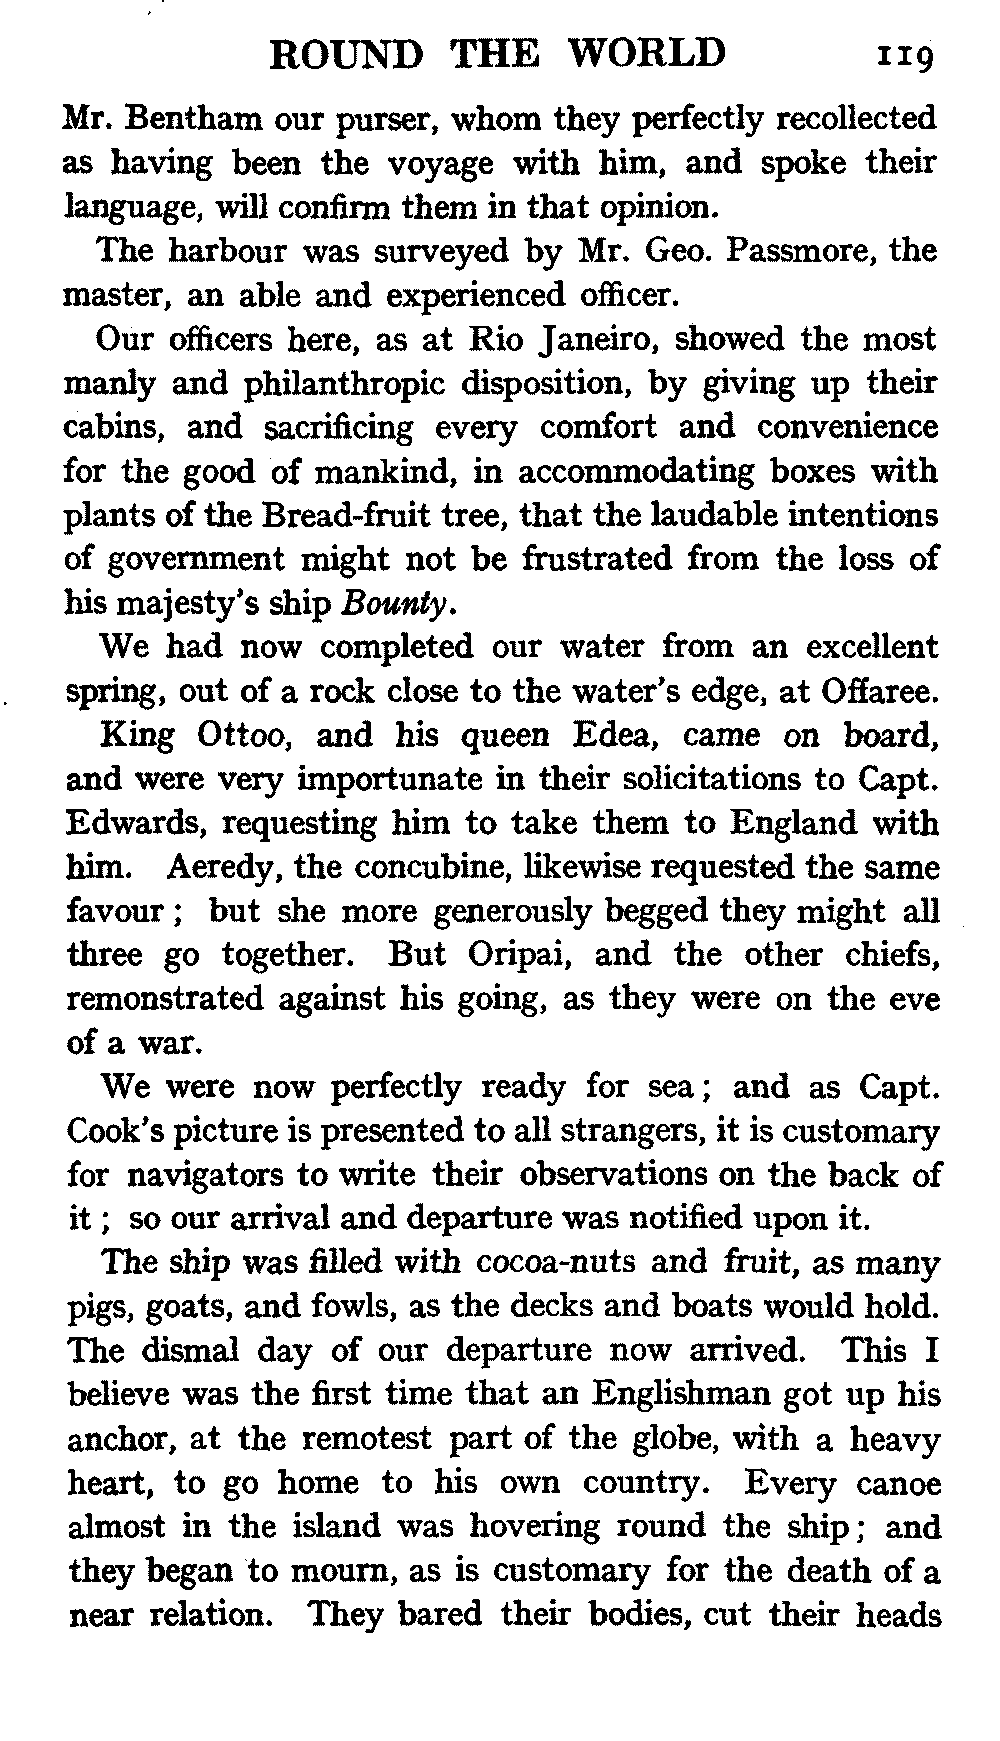 ROUND THE WORLD 119
Mr. Bentham our purser, whom they perfectly recollected
as having been the voyage with him, and spoke their
language, will confirm them in that opinion.
The harbour was surveyed by Mr. Geo. Passmore, the
master, an able and experienced officer.
Our officers here, as at Rio Janeiro, showed the most
manly and philanthropic disposition, by giving up their
cabins, and sacrificing every comfort and convenience
for the good of mankind, in accommodating boxes with
plants of the Bread-fruit tree, that the laudable intentions
of government might not be frustrated from the loss of
his majesty's ship Bounty.
We had now completed our water from an excellent
spring, out of a rock close to the water's edge, at Offaree.
King Ottoo, and his queen Edea, came on board,
and were very importunate in their solicitations to Capt.
Edwards, requesting him to take them to England with
him. Aeredy, the concubine, likewise requested the same
favour ; but she more generously begged they might all
three go together. But Oripai, and the other chiefs,
remonstrated against his going, as they were on the eve
of a war.
We were now perfectly ready for sea ; and as Capt.
Cook's picture is presented to all strangers, it is customary
for navigators to write their observations on the back of
it ; so our arrival and departure was notified upon it.
The ship was filled with cocoa-nuts and fruit, as many
pigs, goats, and fowls, as the decks and boats would hold.
The dismal day of our departure now arrived. This I
believe was the first time that an Englishman got up his
anchor, at the remotest part of the globe, with a heavy
heart, to go home to his own country. Every canoe
almost in the island was hovering round the ship ; and
they began to mourn, as is customary for the death of a
near relation. They bared their bodies, cut their heads